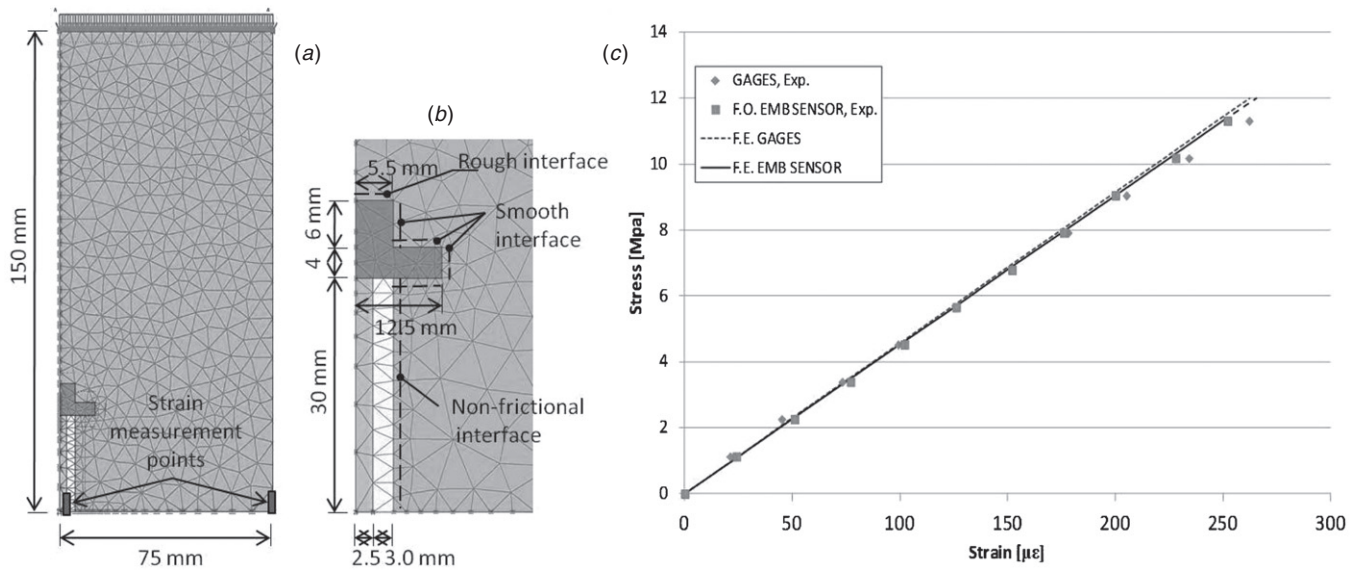 (a)
150 mm
Strain
measurement
points
75 mm
(b)
5.5 mm
Rough interface
6 mm
Smooth
interface
4
12.5 mm
30 mm
Non-frictional
interface
2.5 3.0 mm
(c)
14
12
10
8
6
4
2
0
Stress [Mpa]
GAGES, Exp.
F.O. EMB SENSOR, Exp.
F.E. GAGES
F.E. EMB SENSOR
0 50 100 150 200 250 300
Strain [με]